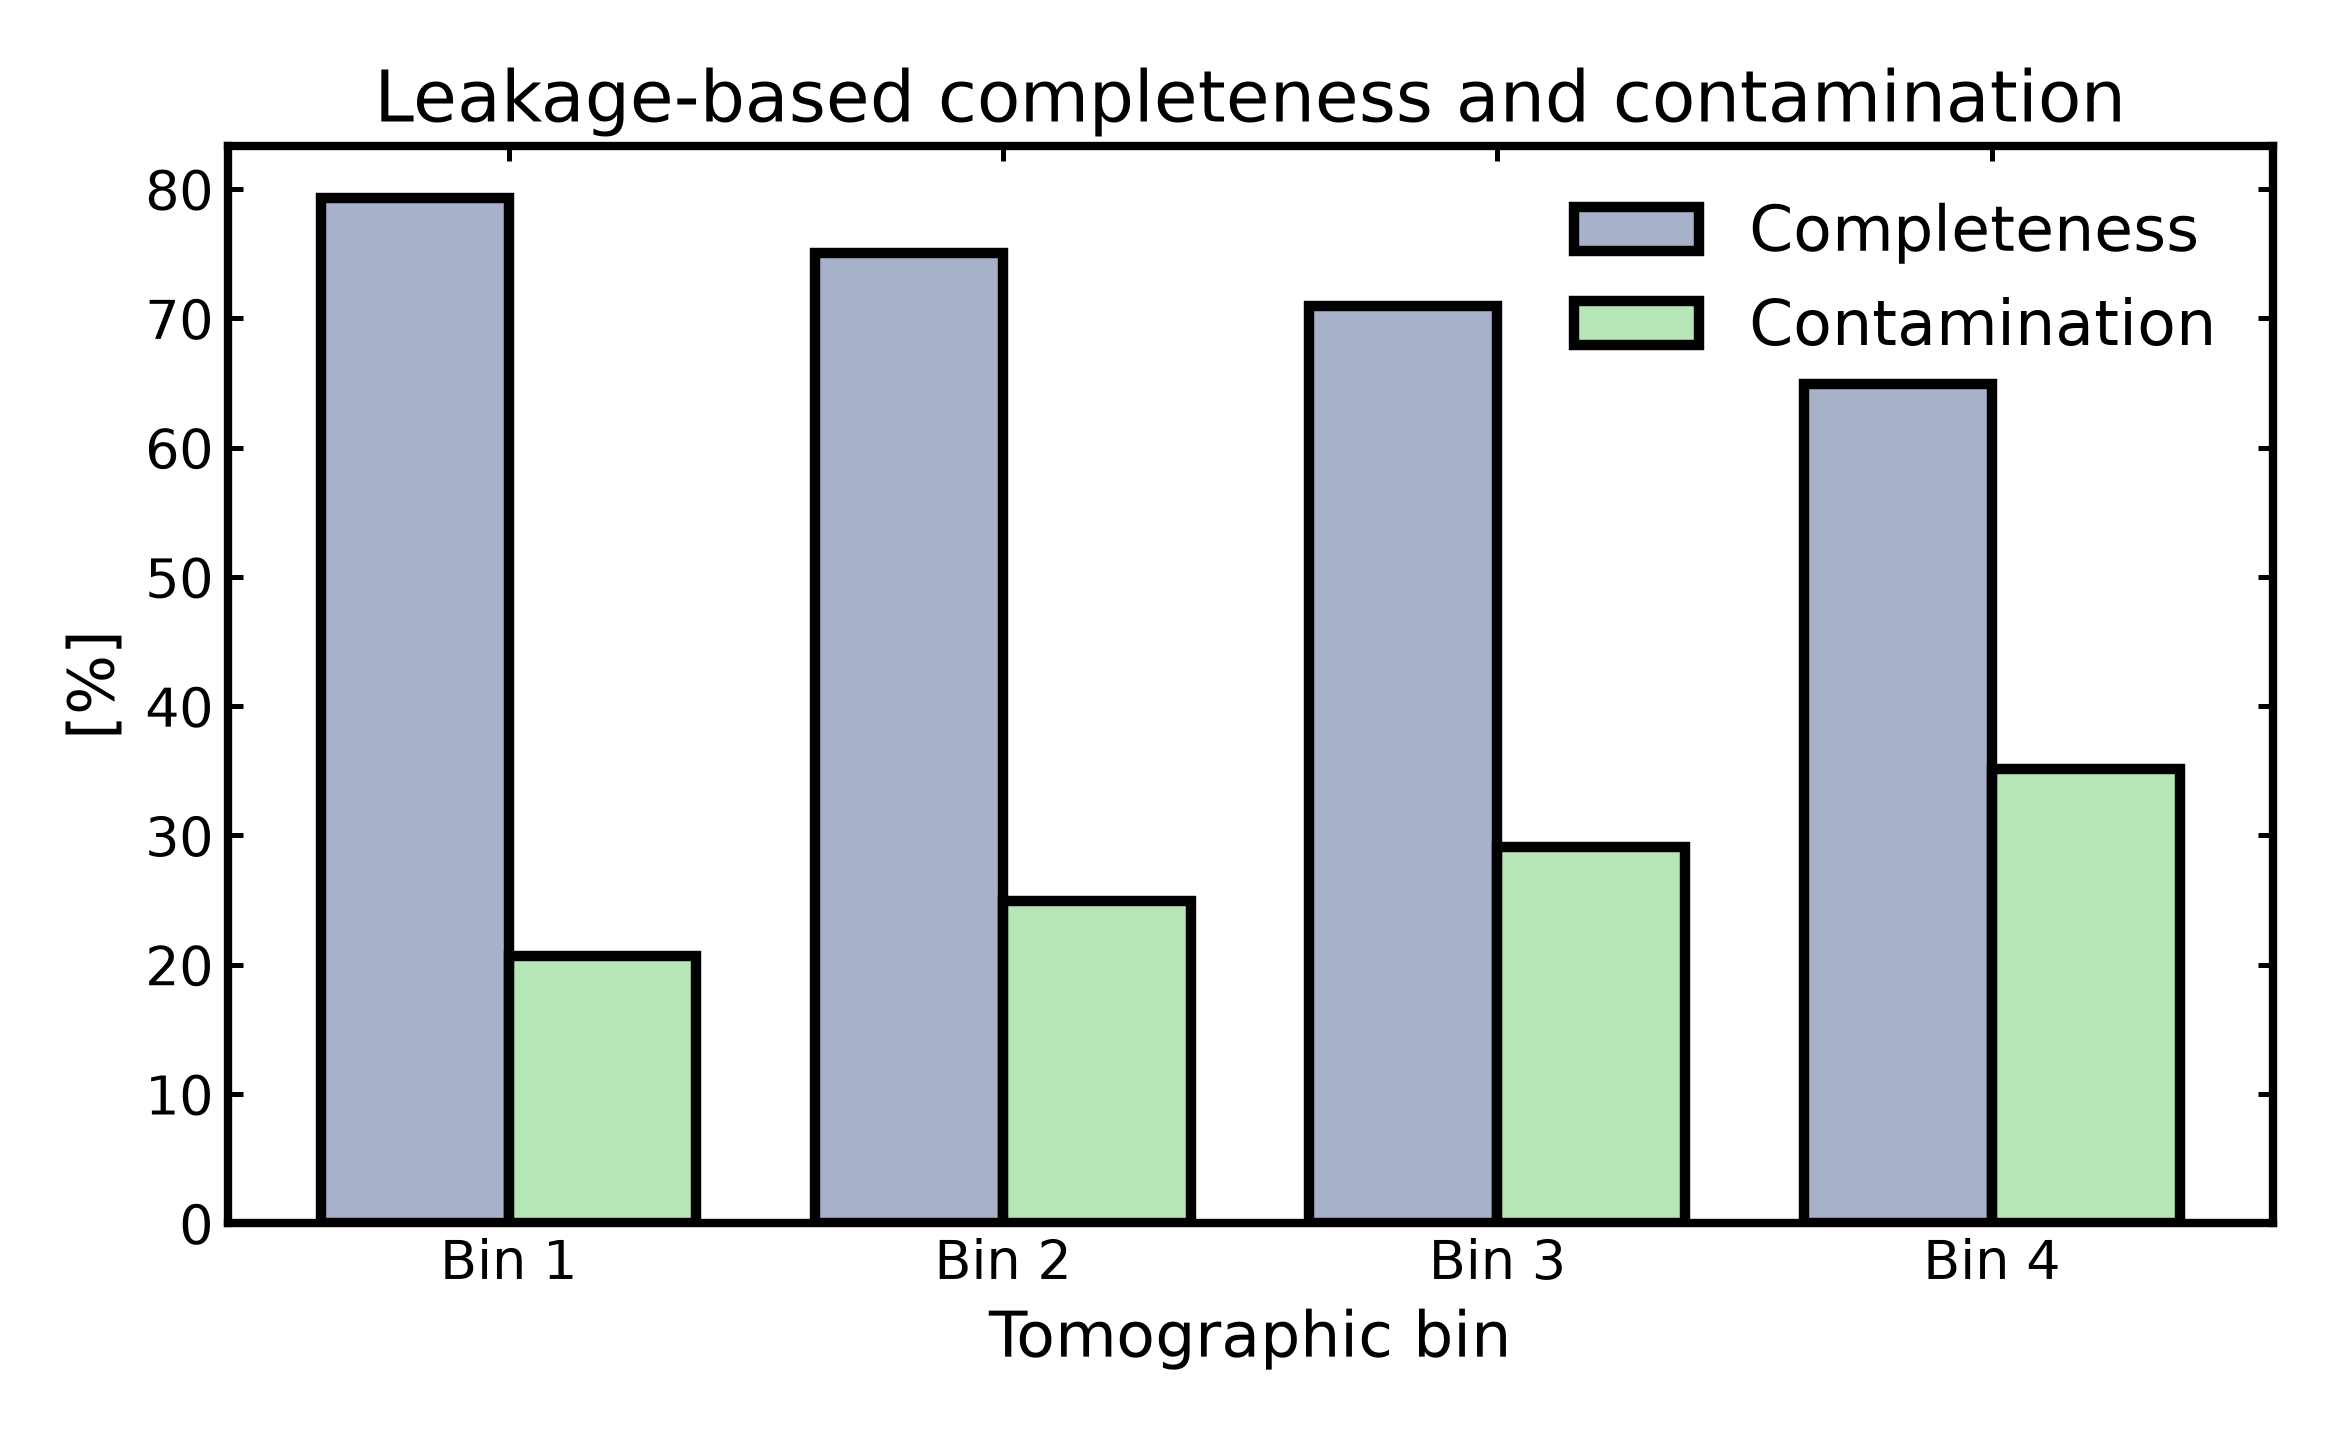 Leakage-based completeness and contamination
Completeness
Contamination
80
70
60
50
40
30
20
10
0
[%]
Bin 1
Bin 2
Bin 3
Bin 4
Tomographic bin